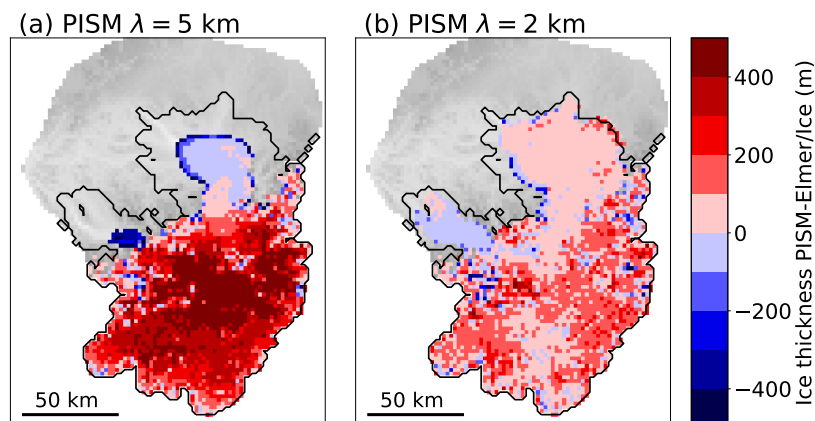 (a) PISM λ = 5 km
(b) PISM λ = 2 km
50 km
50 km
400
200
0
−200
−400
Ice thickness PISM-Elmer/Ice (m)